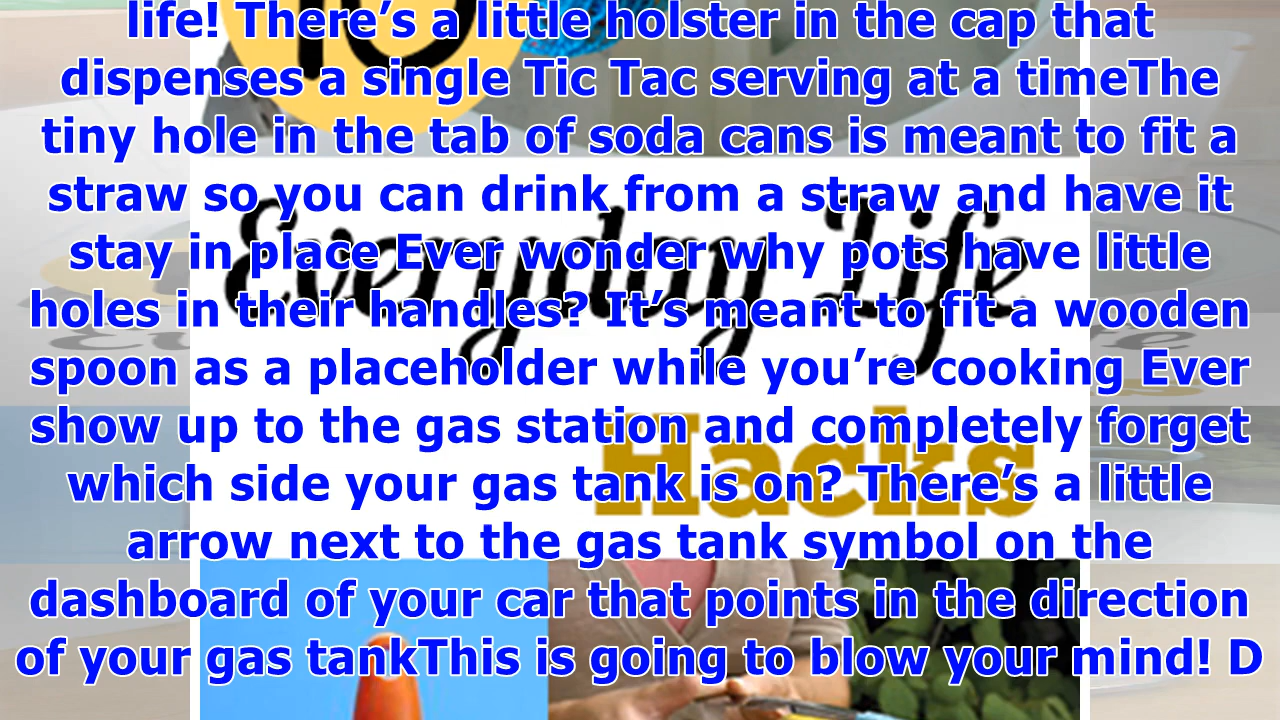 life! There’s a little holster in the cap that
dispenses a single Tic Tac serving at a timeThe
tiny hole in the tab of soda cans is meant to fit a
straw so you can drink from a straw and have it
stay in place Ever wonder why pots have little
holes in their handles? It’s meant to fit a wooden
spoon as a placeholder while you’re cooking Ever
show up to the gas station and completely forget
which side your gas tank is on? There’s a little
arrow next to the gas tank symbol on the
dashboard of your car that points in the direction
of your gas tankThis is going to blow your mind! D
10
Everyday Life
Hacks